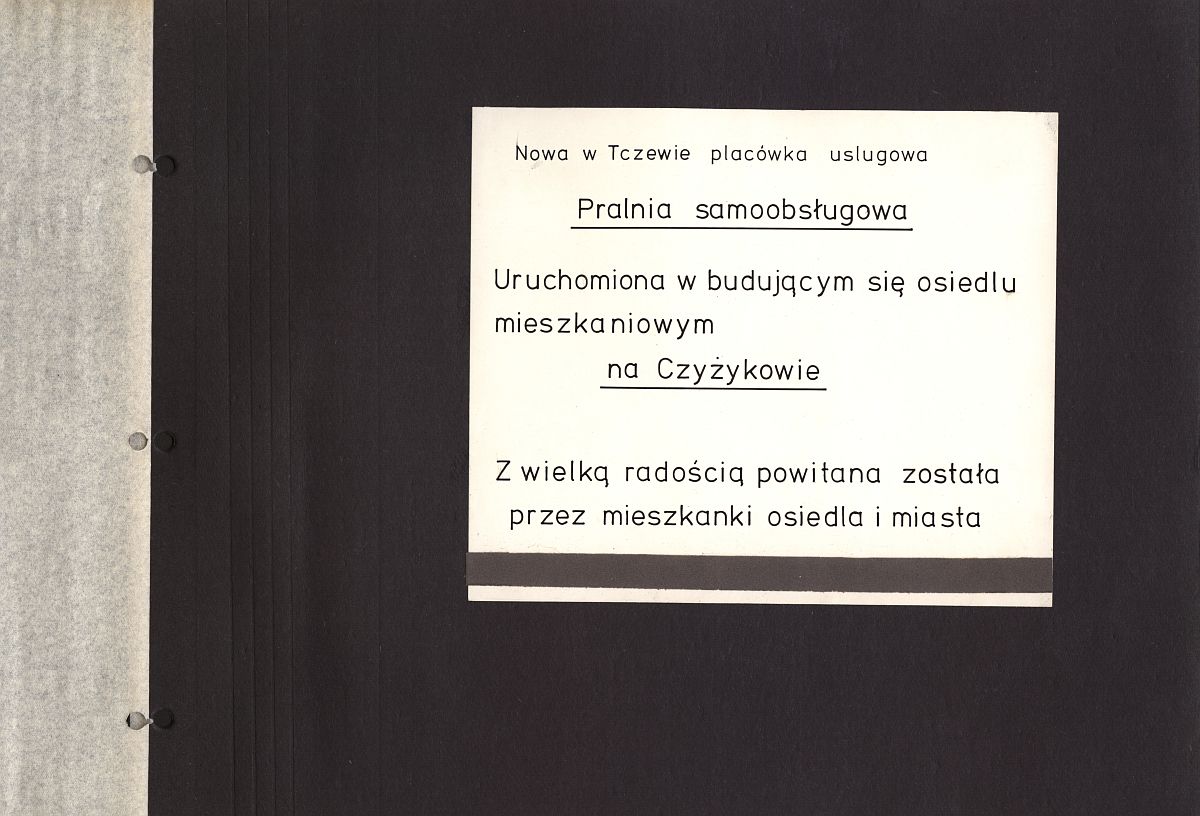 Nowa w Tczewie placówka uslugowa
Pralnia samoobsługowa
Uruchomiona w budującym się osiedlu
mieszkaniowym
na Czyżykowie
Z wielką radością powitana została
przez mieszkanki osiedla i miasta